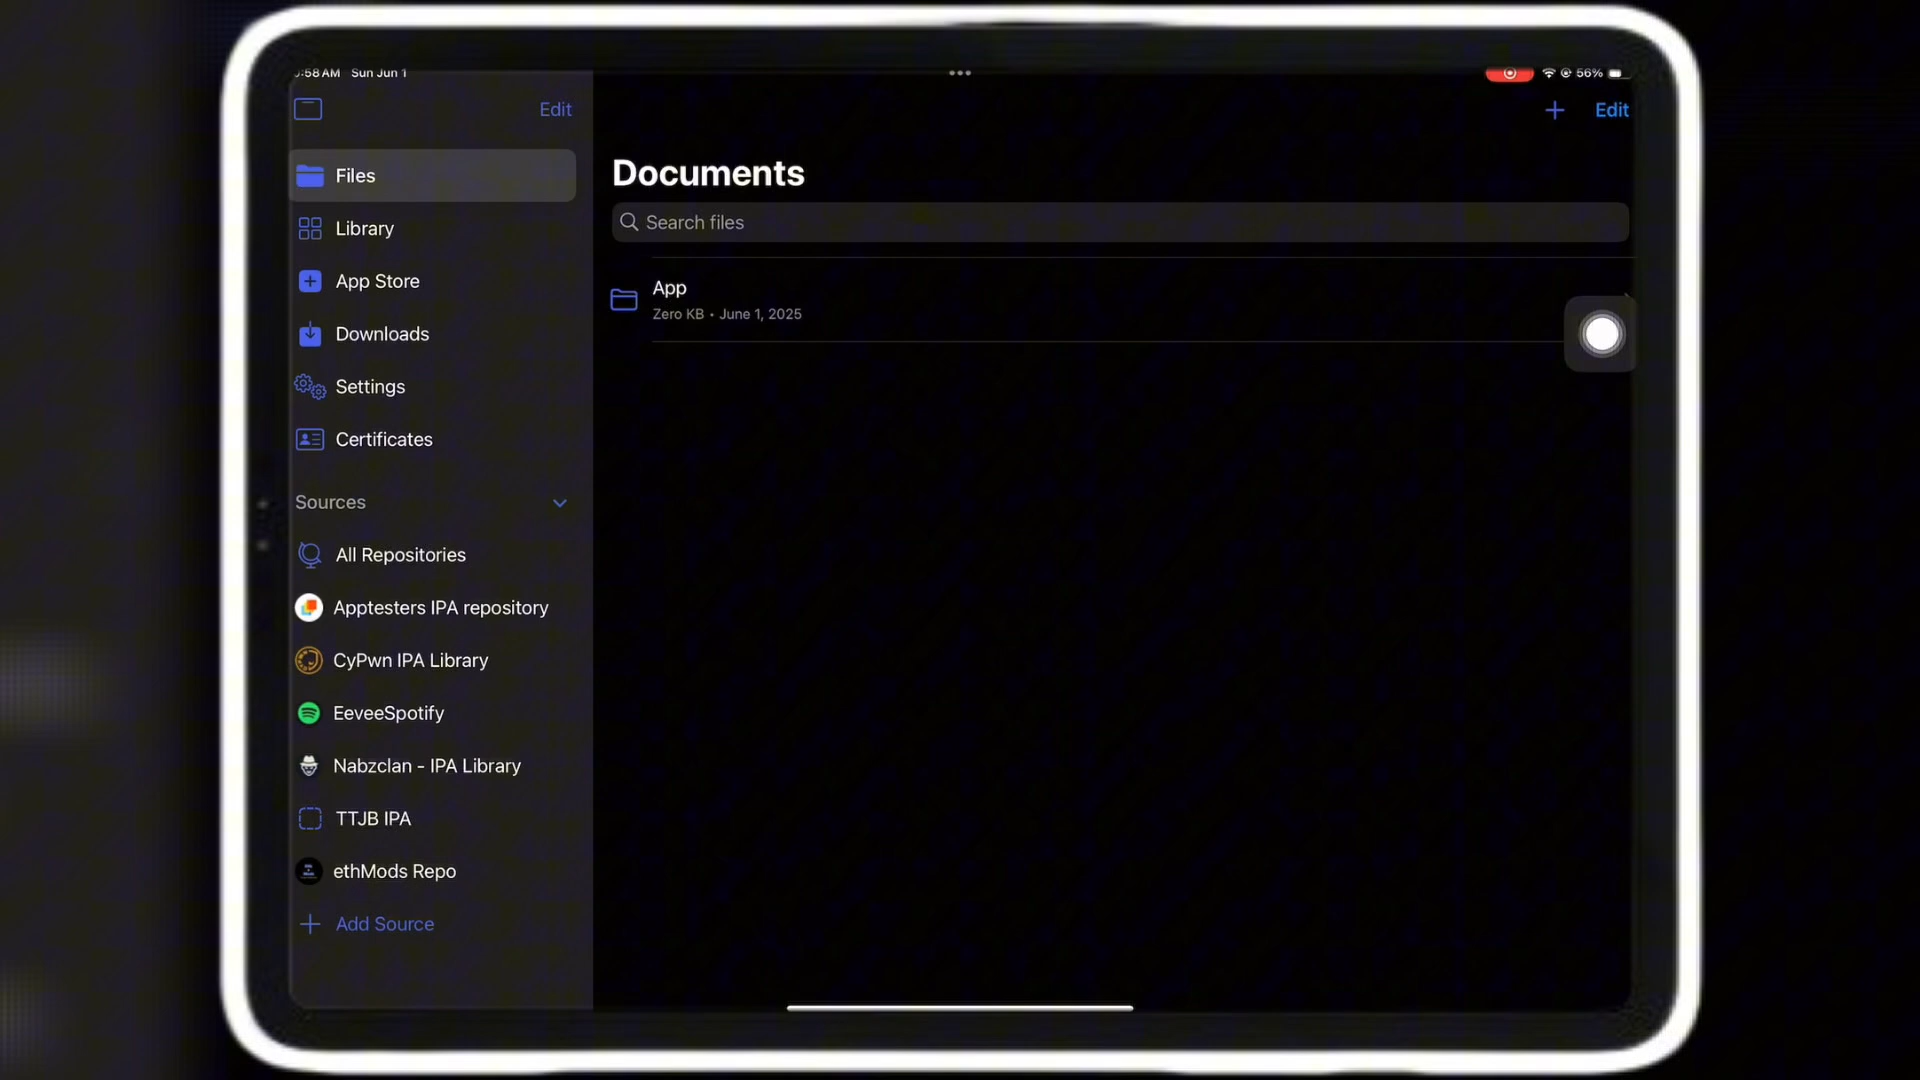 :58 AM Sun Jun 1
56%
Edit
Edit
Files
Library
App Store
Downloads
Settings
Certificates
Sources
All Repositories
Apptesters IPA repository
CyPwn IPA Library
EeveeSpotify
Nabzclan - IPA Library
TTJB IPA
ethMods Repo
Add Source
Documents
Search files
App
Zero KB • June 1, 2025